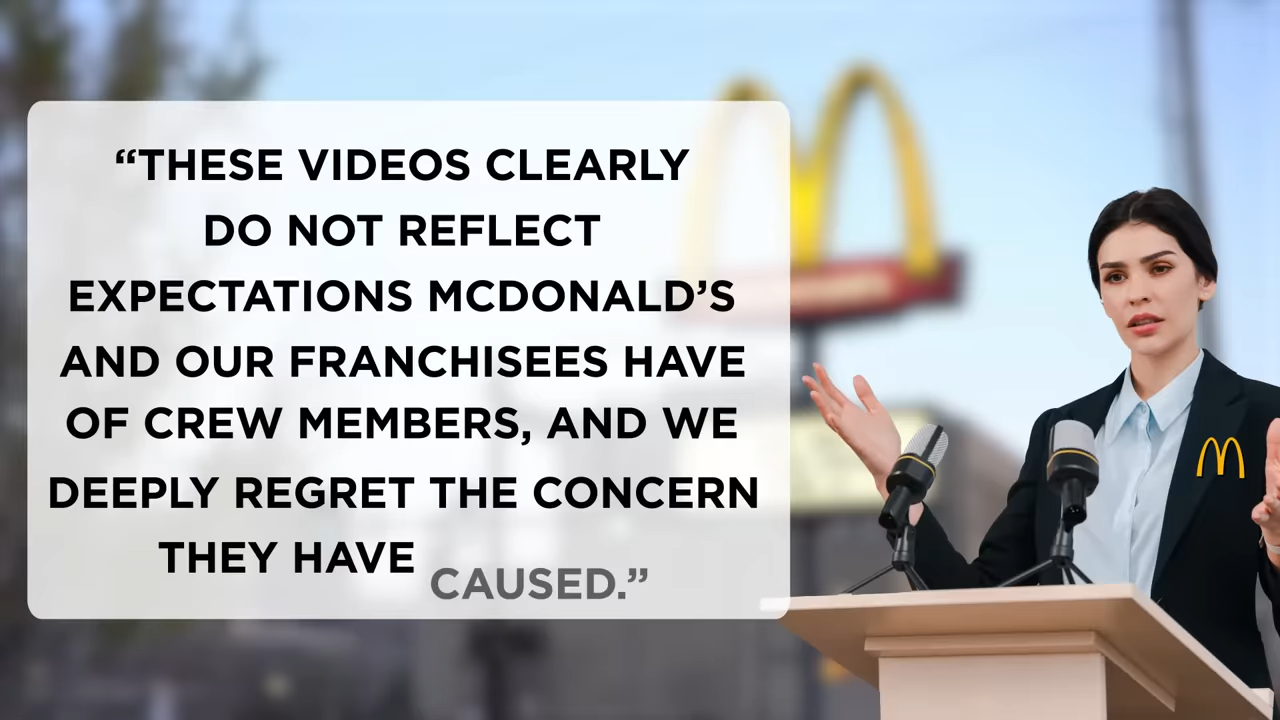 “THESE VIDEOS CLEARLY
DO NOT REFLECT
EXPECTATIONS MCDONALD’S
AND OUR FRANCHISEES HAVE
OF CREW MEMBERS, AND WE
DEEPLY REGRET THE CONCERN
THEY HAVE CAUSED.”